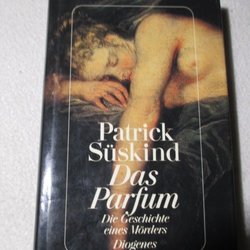 Patrick
Süskind
Das
Parfum
Die Geschichte
eines Mörders
Diogenes